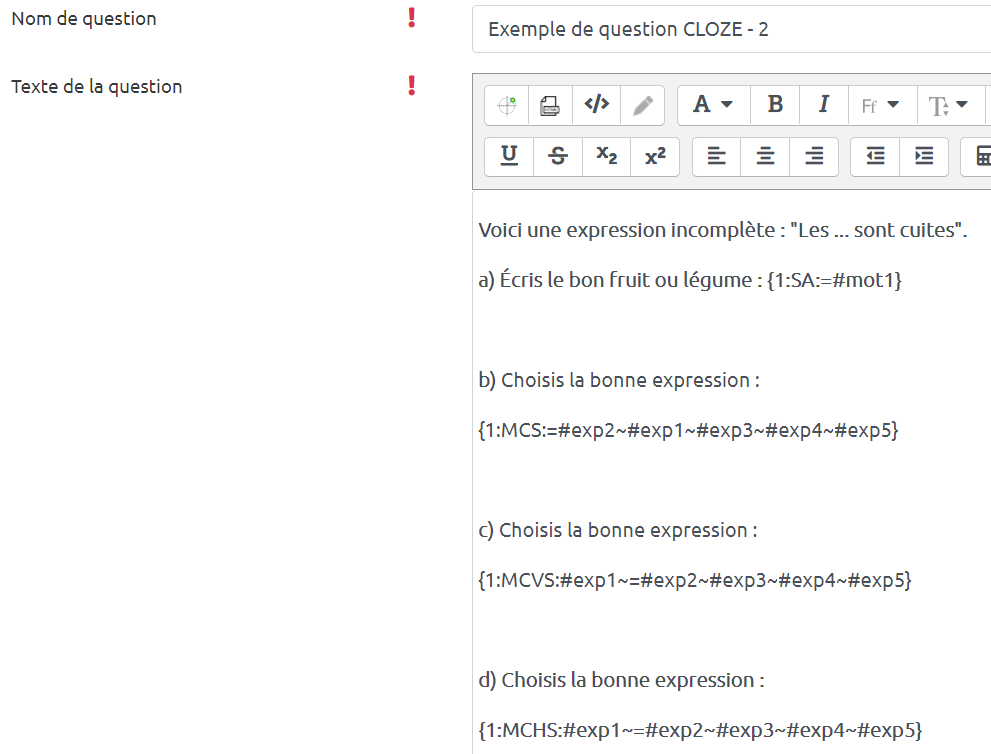 Nom de question
Exemple de question CLOZE - 2
Texte de la question
A B I Ff T
U S x₂ x²
Voici une expression incomplète : "Les ... sont cuites".
a) Écris le bon fruit ou légume : {1:SA:=#mot1}
b) Choisis la bonne expression :
{1:MCS:=#exp2~#exp1~#exp3~#exp4~#exp5}
c) Choisis la bonne expression :
{1:MCVS:#exp1~=#exp2~#exp3~#exp4~#exp5}
d) Choisis la bonne expression :
{1:MCHS:#exp1~=#exp2~#exp3~#exp4~#exp5}